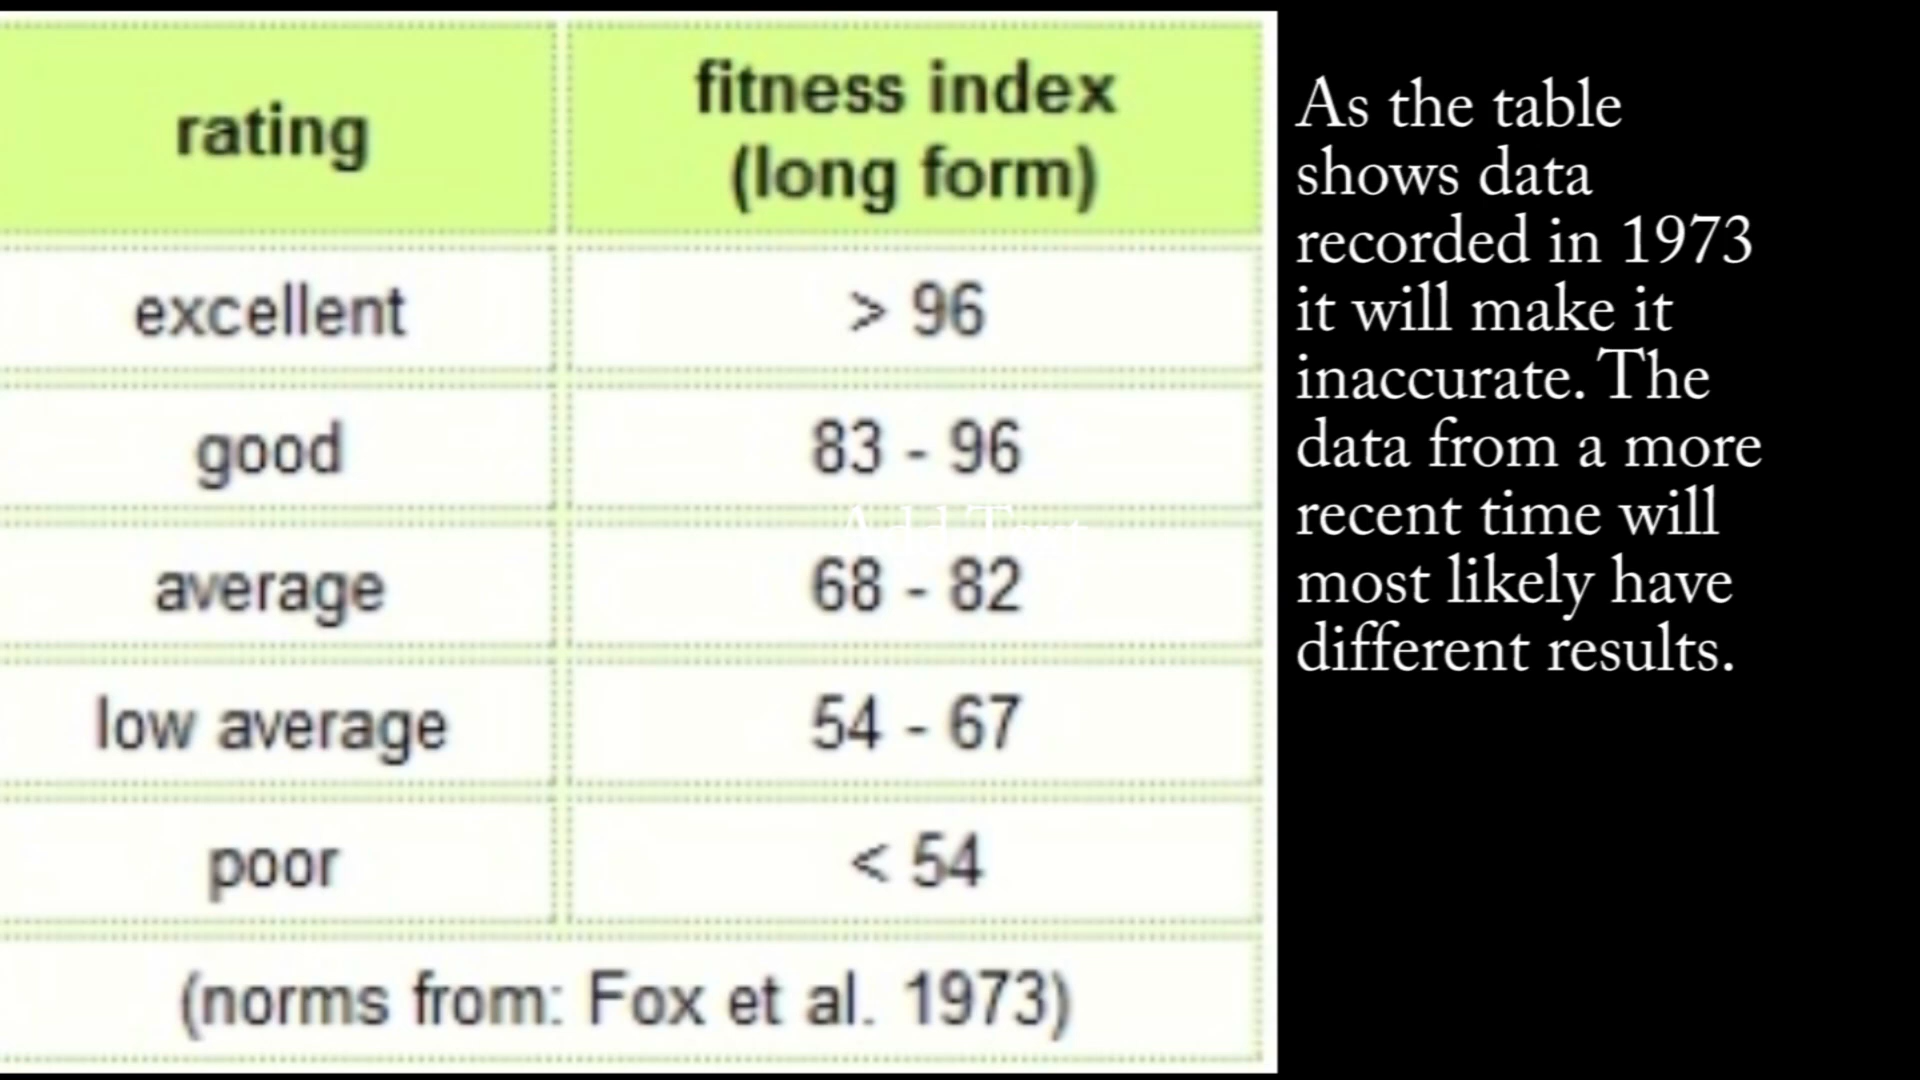 rating
fitness index
(long form)
excellent
> 96
good
83 - 96
average
68 - 82
low average
54 - 67
poor
< 54
(norms from: Fox et al. 1973)
Add Text
As the table
shows data
recorded in 1973
it will make it
inaccurate. The
data from a more
recent time will
most likely have
different results.